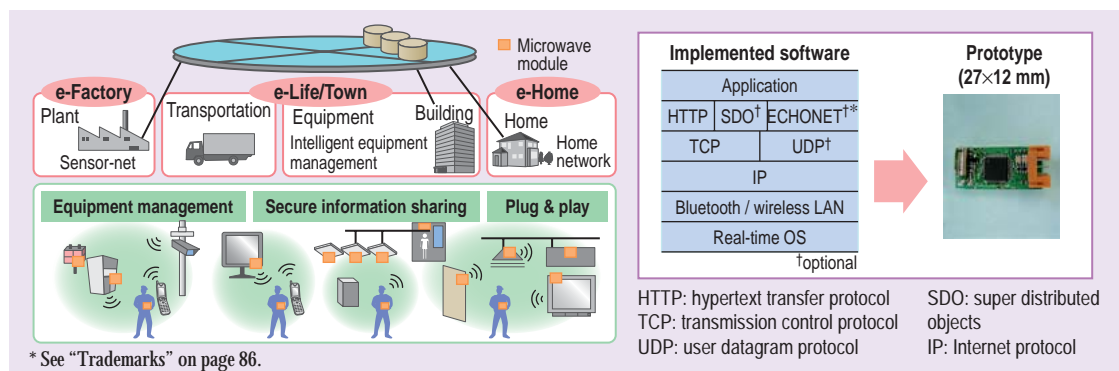 Microwave
module
e-Factory
e-Life/Town
e-Home
Plant
Sensor-net
Transportation
Equipment
Intelligent equipment
management
Building
Home
Home
network
Equipment management
Secure information sharing
Plug & play
* See “Trademarks” on page 86.
Implemented software
Application
HTTP SDO† ECHONET†*
TCP UDP†
IP
Bluetooth / wireless LAN
Real-time OS
†optional
Prototype
(27×12 mm)
HTTP: hypertext transfer protocol
TCP: transmission control protocol
UDP: user datagram protocol
SDO: super distributed
objects
IP: Internet protocol